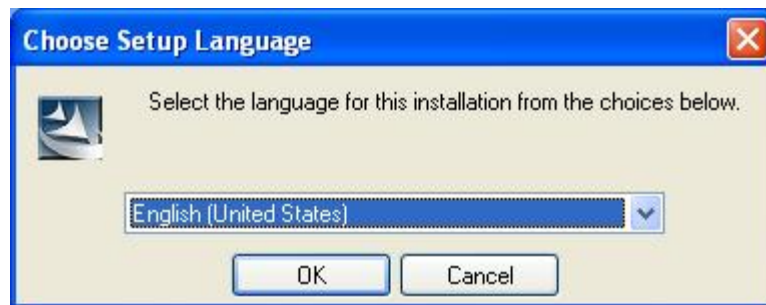 Choose Setup Language
Select the language for this installation from the choices below.
English (United States)
OK
Cancel